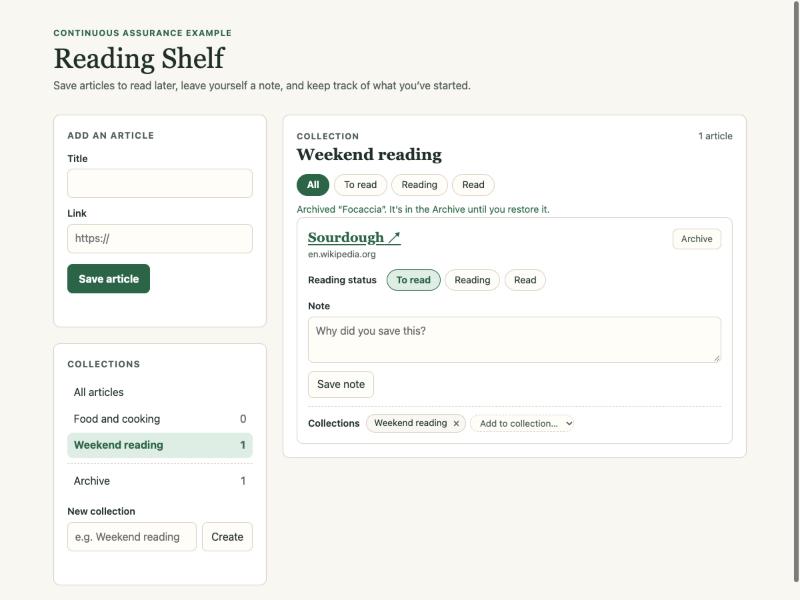 CONTINUOUS ASSURANCE EXAMPLE
Reading Shelf
Save articles to read later, leave yourself a note, and keep track of what you’ve started.
ADD AN ARTICLE
Title
Link
https://
Save article
COLLECTIONS
All articles
Food and cooking 0
Weekend reading 1
Archive 1
New collection
e.g. Weekend reading Create
COLLECTION 1 article
Weekend reading
All To read Reading Read
Archived “Focaccia”. It’s in the Archive until you restore it.
Sourdough ↗ Archive
en.wikipedia.org
Reading status To read Reading Read
Note
Why did you save this?
Save note
Collections Weekend reading × Add to collection...